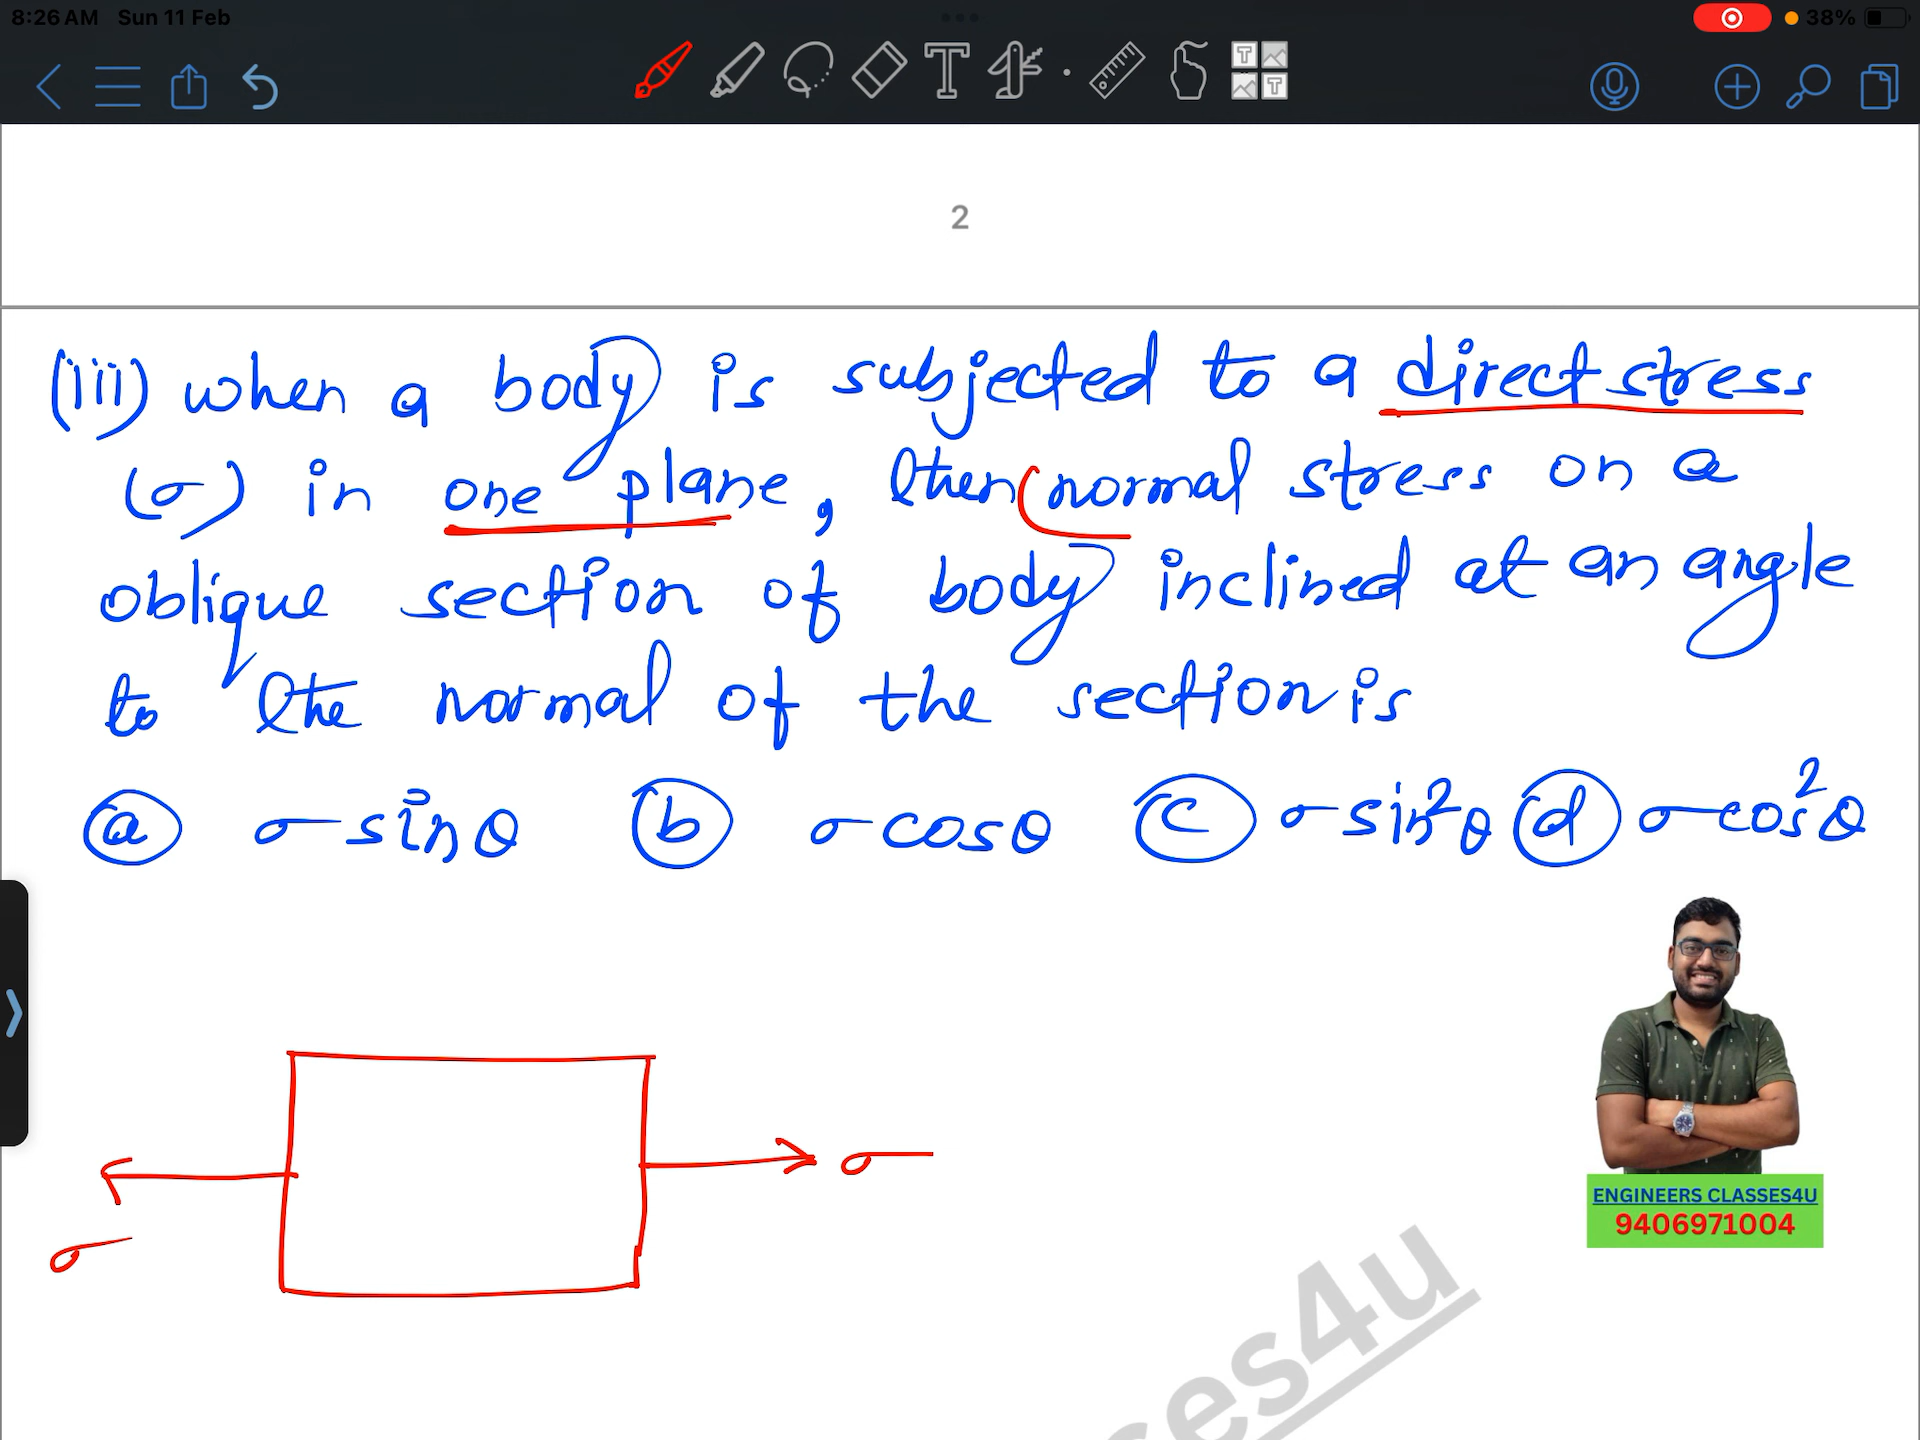 8:26 AM Sun 11 Feb
38%
2
(iii) when a body is subjected to a direct stress
(σ) in one plane, then normal stress on a
oblique section of body inclined at an angle
to the normal of the section is
a σ sinθ b σ cosθ c σ sin²θ d σ cos²θ
σ
σ
ENGINEERS CLASSES4U
9406971004
ses4u